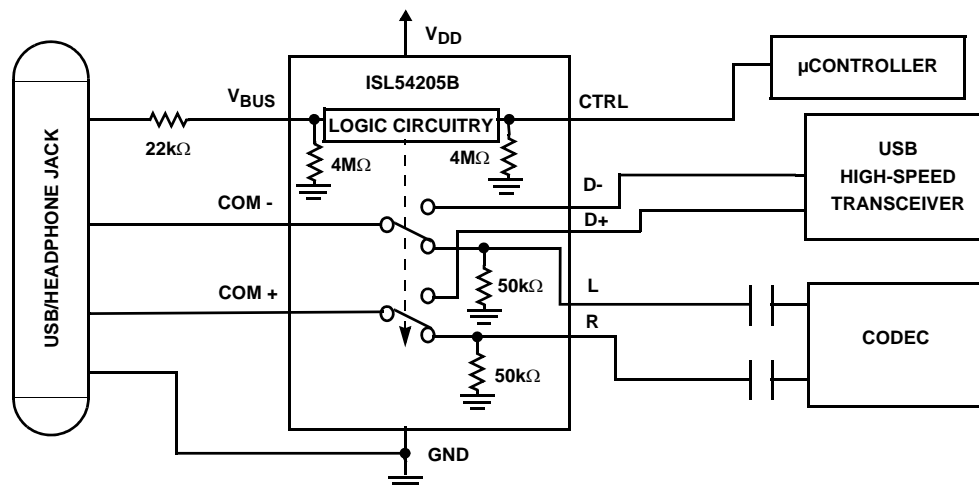 V_DD
ISL54205B
µCONTROLLER
V_BUS
CTRL
LOGIC CIRCUITRY
22kΩ
4MΩ
4MΩ
USB
HIGH-SPEED
TRANSCEIVER
D-
D+
COM -
50kΩ
L
COM +
R
CODEC
50kΩ
USB/HEADPHONE JACK
GND